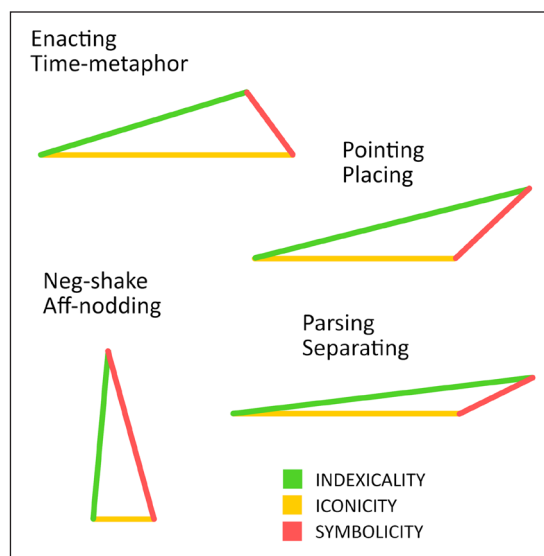 Enacting
Time-metaphor
Pointing
Placing
Neg-shake
Aff-nodding
Parsing
Separating
INDEXICALITY
ICONICITY
SYMBOLICITY